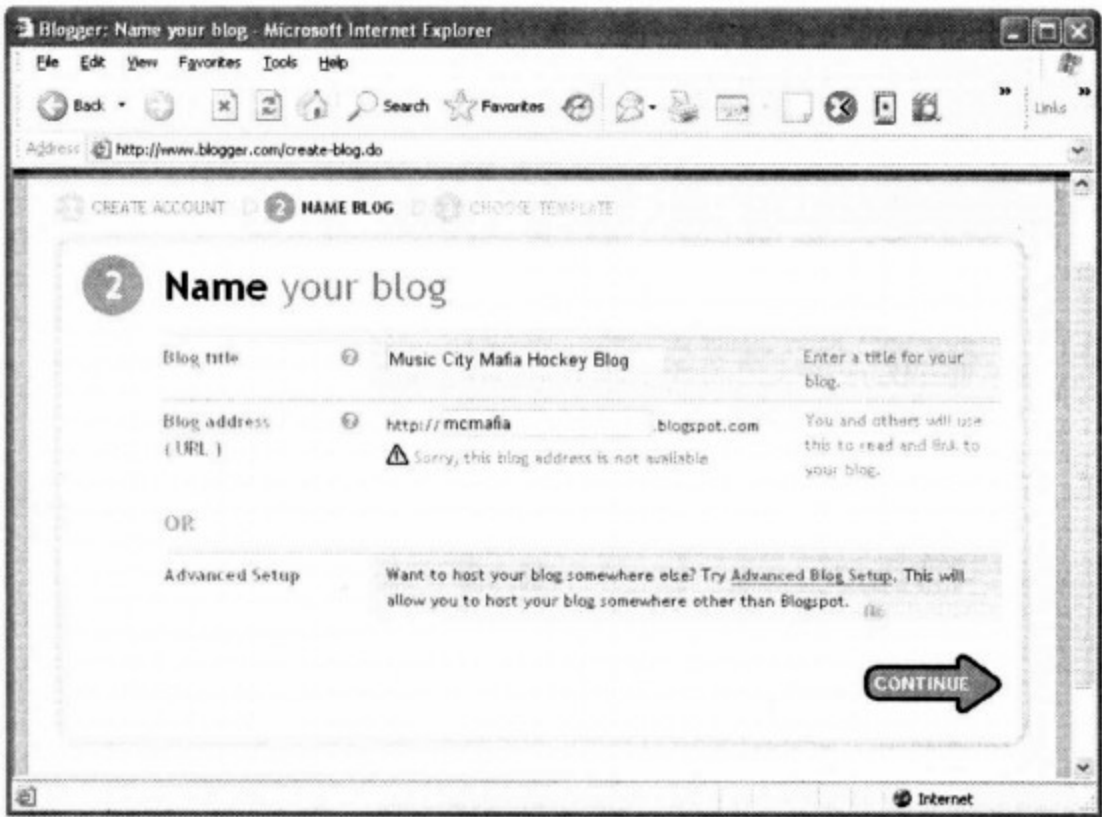 Blogger: Name your blog - Microsoft Internet Explorer
File Edit View Favorites Tools Help
Back Search Favorites Links
Address http://www.blogger.com/create-blog.do
1 CREATE ACCOUNT 2 NAME BLOG 3 CHOOSE TEMPLATE
2 Name your blog
Blog title ? Music City Mafia Hockey Blog Enter a title for your
blog.
Blog address ? http:// mcmafia .blogspot.com You and others will use
( URL ) this to read and link to
Sorry, this blog address is not available
your blog.
OR
Advanced Setup Want to host your blog somewhere else? Try Advanced Blog Setup. This will
allow you to host your blog somewhere other than Blogspot.
CONTINUE
Internet